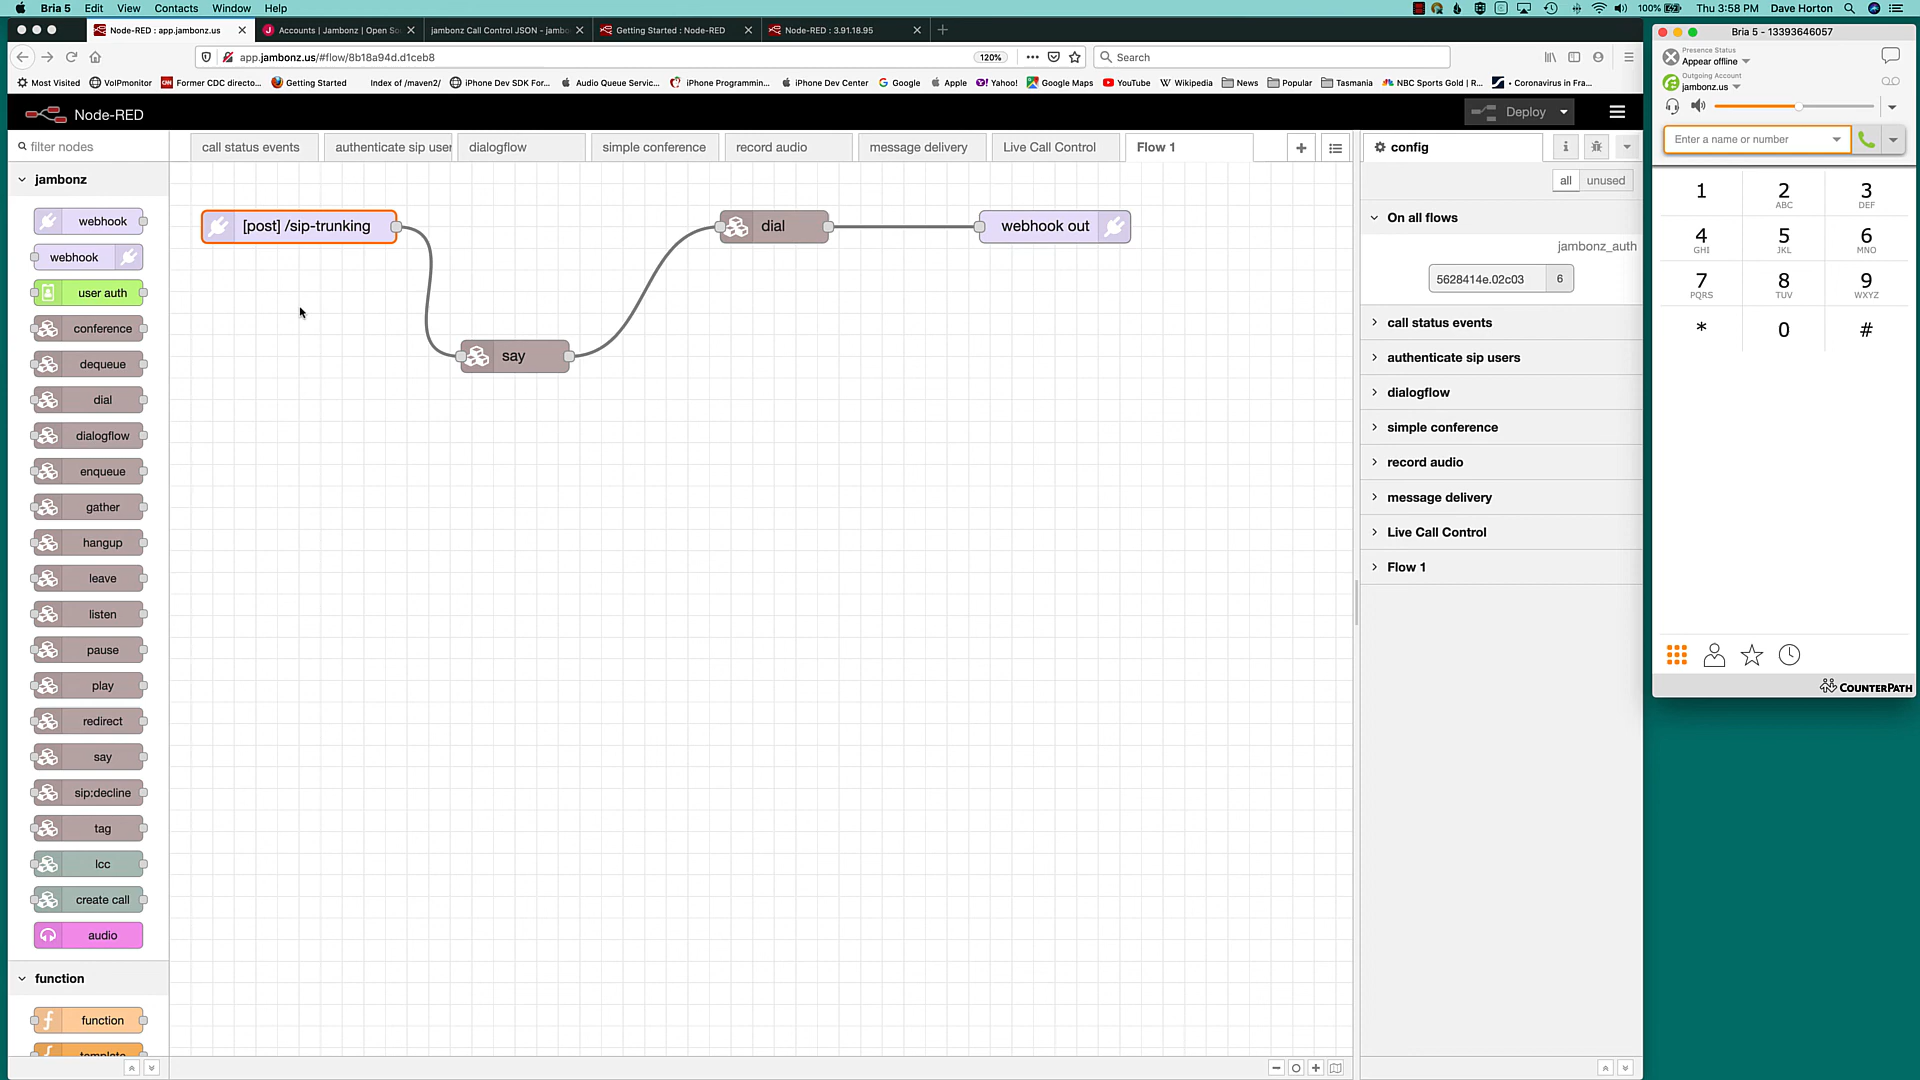 Bria 5 Edit View Contacts Window Help 100% Thu 3:58 PM Dave Horton
Node-RED : app.jambonz.us Accounts | Jambonz | Open So jambonz Call Control JSON - jambo Getting Started : Node-RED Node-RED : 3.91.18.95
app.jambonz.us/#flow/8b18a94d.d1ceb8 120% Search
Most Visited VoIPmonitor Former CDC directo... Getting Started Index of /maven2/ iPhone Dev SDK For... Audio Queue Servic... iPhone Programmin... iPhone Dev Center Google Apple Yahoo! Google Maps YouTube Wikipedia News Popular Tasmania NBC Sports Gold | R... • Coronavirus in Fra...
Node-RED Deploy
filter nodes
call status events authenticate sip user dialogflow simple conference record audio message delivery Live Call Control Flow 1
jambonz
webhook
webhook
user auth
conference
dequeue
dial
dialogflow
enqueue
gather
hangup
leave
listen
pause
play
redirect
say
sip:decline
tag
lcc
create call
audio
function
function
template
[post] /sip-trunking
say
dial
webhook out
config
i
all unused
On all flows
jambonz_auth
5628414e.02c03 6
call status events
authenticate sip users
dialogflow
simple conference
record audio
message delivery
Live Call Control
Flow 1
Bria 5 - 13393646057
Presence Status
Appear offline
Outgoing Account
jambonz.us
Enter a name or number
1 2 3
ABC DEF
4 5 6
GHI JKL MNO
7 8 9
PQRS TUV WXYZ
* 0 #
COUNTERPATH